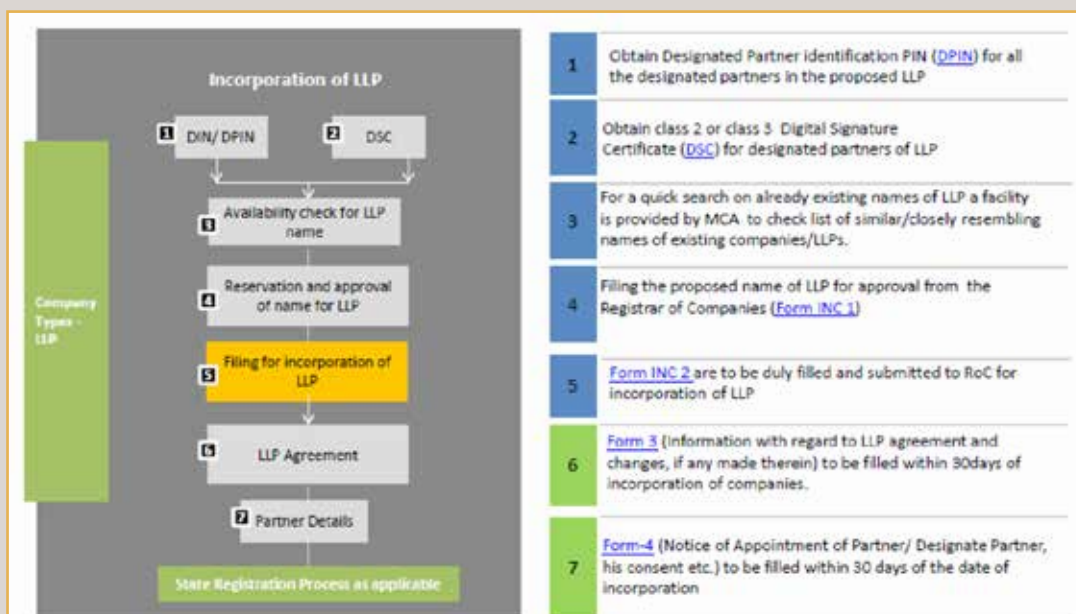 Incorporation of LLP
1
DIN/ DPIN
2
DSC
3
Availability check for LLP
name
4
Reservation and approval
of name for LLP
5
Filing for incorporation of
LLP
6
LLP Agreement
7
Partner Details
State Registration Process as applicable
Company
Types -
LLP
1
Obtain Designated Partner identification PIN (DPIN) for all
the designated partners in the proposed LLP
2
Obtain class 2 or class 3 Digital Signature
Certificate (DSC) for designated partners of LLP
3
For a quick search on already existing names of LLP a facility
is provided by MCA to check list of similar/closely resembling
names of existing companies/LLPs.
4
Filing the proposed name of LLP for approval from the
Registrar of Companies (Form INC 1)
5
Form INC 2 are to be duly filled and submitted to RoC for
incorporation of LLP
6
Form 3 (Information with regard to LLP agreement and
changes, if any made therein) to be filled within 30days of
incorporation of companies.
7
Form-4 (Notice of Appointment of Partner/ Designate Partner,
his consent etc.) to be filled within 30 days of the date of
incorporation